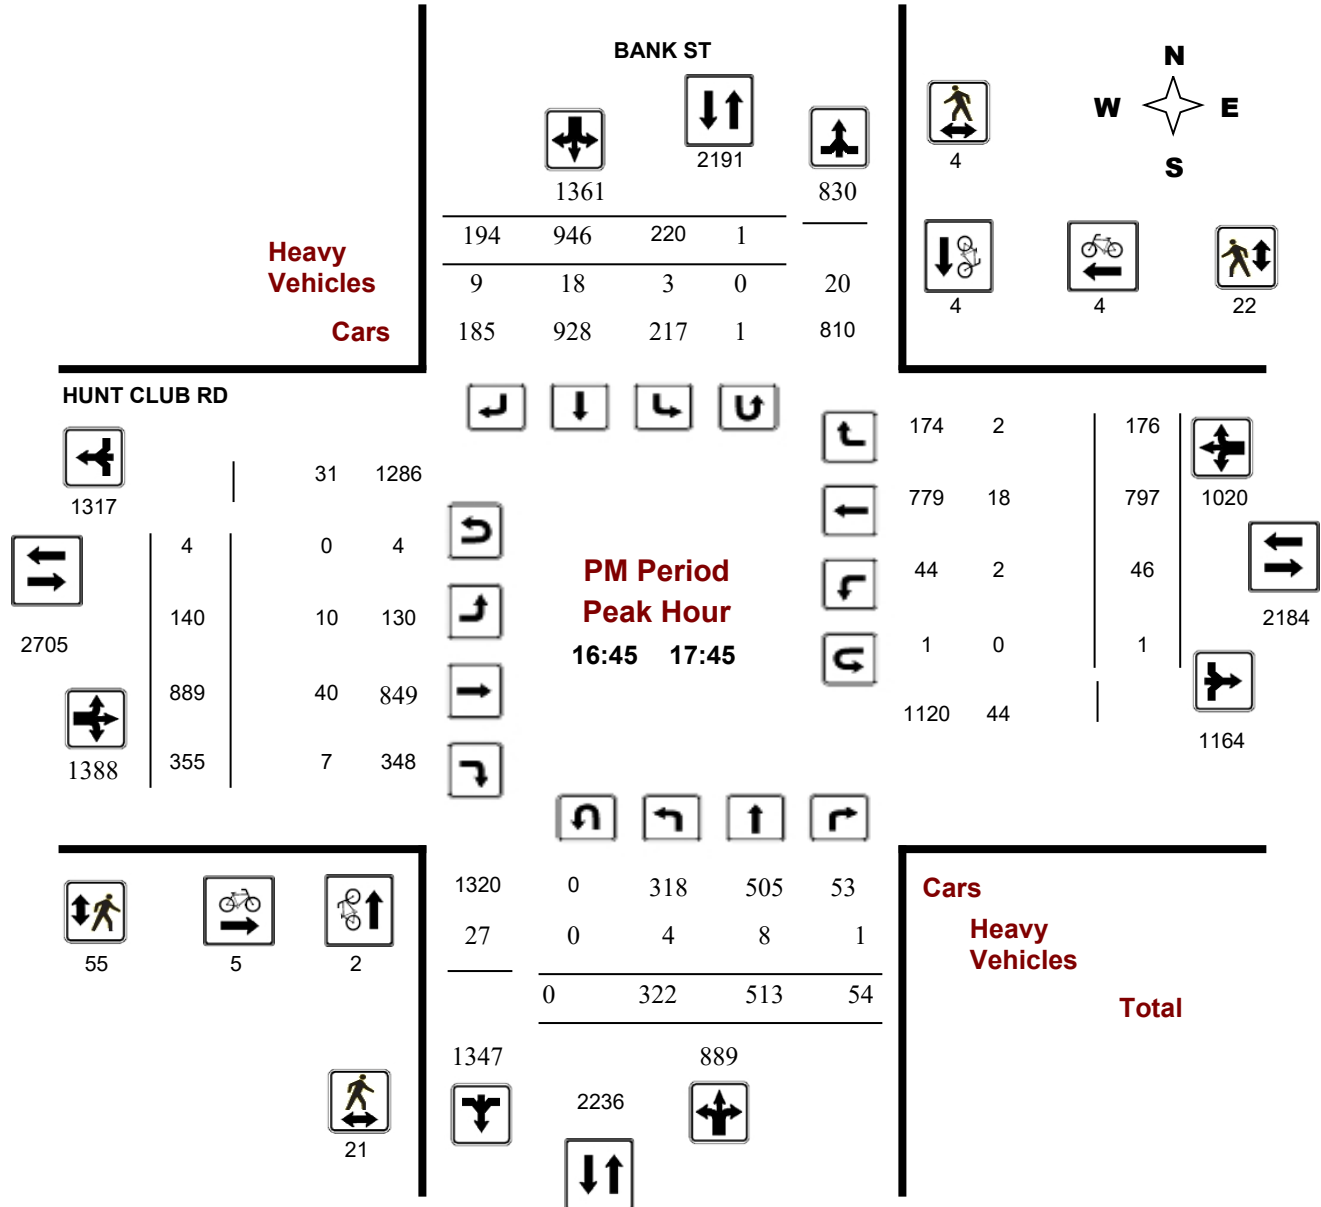 BANK ST
N
W E
S
2191
1361
830
4
194 946 220 1
Heavy
Vehicles
9 18 3 0 20
4 4 22
Cars
185 928 217 1 810
HUNT CLUB RD
174 2 176
31 1286
1317
779 18 797
1020
4 0 4
PM Period
44 2 46
140 10 130
Peak Hour
2184
2705
16:45 17:45
1 0 1
889 40 849
1120 44
1164
1388
355 7 348
1320 0 318 505 53
Cars
27 0 4 8 1
Heavy
Vehicles
55 5 2
0 322 513 54
Total
1347 889
2236
21